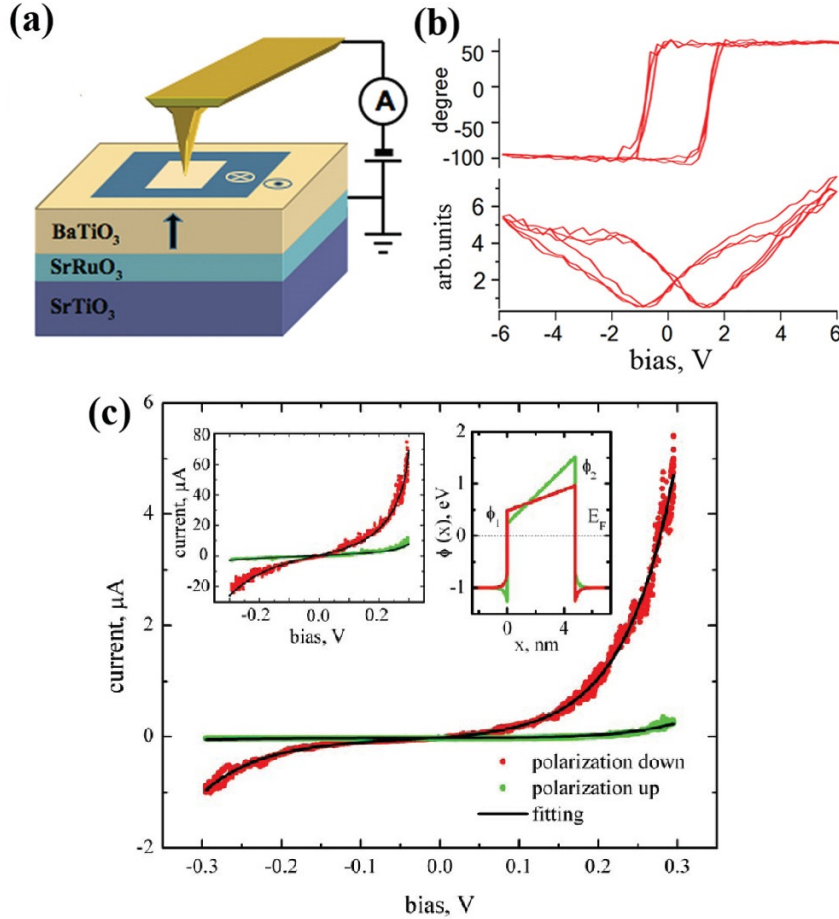 (a)
A
BaTiO3
SrRuO3
SrTiO3
(b)
degree
50
0
-50
-100
arb.units
6
4
2
-6
-4
-2
0
2
4
6
bias, V
(c)
current, μA
6
4
2
0
-2
-0.3
-0.2
-0.1
0.0
0.1
0.2
0.3
bias, V
current, μA
80
60
40
20
0
-20
-0.2
0.0
0.2
bias, V
ϕ (x), eV
2
1
0
-1
ϕ1
ϕ2
EF
0
4
x, nm
polarization down
polarization up
fitting